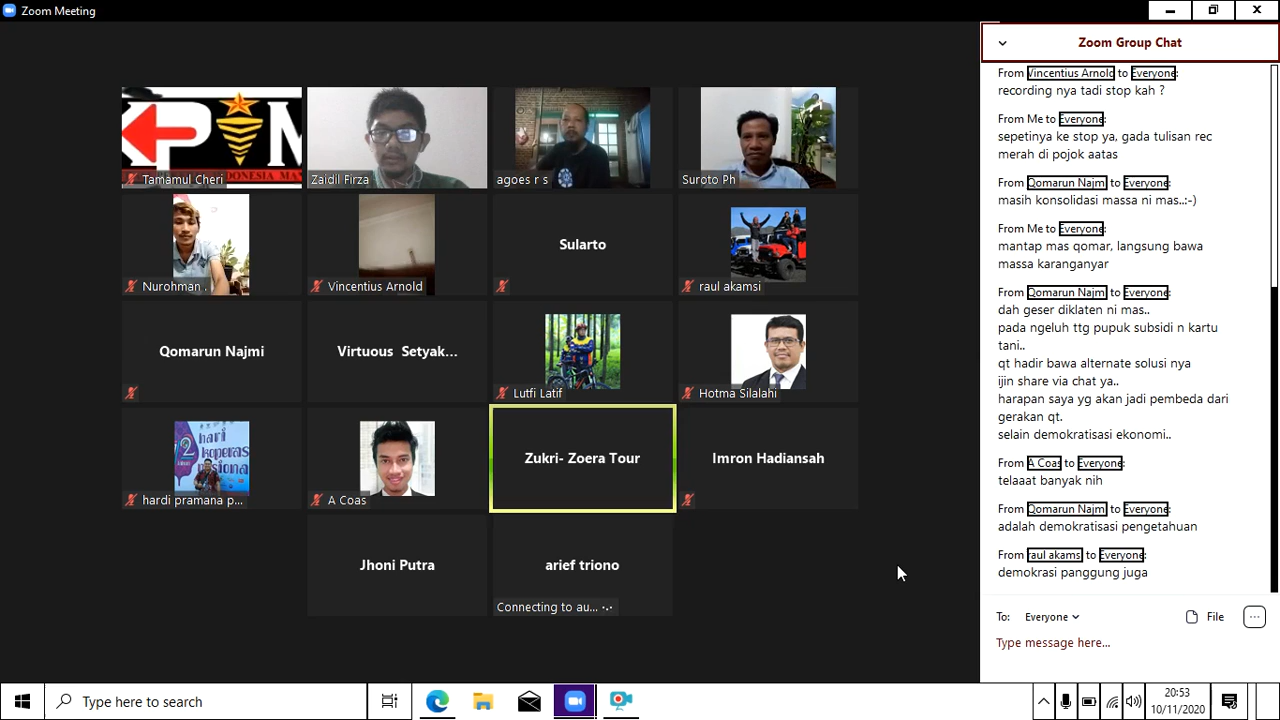 Zoom Meeting
Zoom Group Chat
From Vincentius Arnold to Everyone:
recording nya tadi stop kah ?
From Me to Everyone:
sepetinya ke stop ya, gada tulisan rec
merah di pojok aatas
From Qomarun Najmi to Everyone:
masih konsolidasi massa ni mas..:-)
From Me to Everyone:
mantap mas qomar, langsung bawa
massa karanganyar
From Qomarun Najmi to Everyone:
dah geser diklaten ni mas..
pada ngeluh ttg pupuk subsidi n kartu
tani..
qt hadir bawa alternate solusi nya
ijin share via chat ya..
harapan saya yg akan jadi pembeda dari
gerakan qt.
selain demokratisasi ekonomi..
From A Coas to Everyone:
telaaat banyak nih
From Qomarun Najmi to Everyone:
adalah demokratisasi pengetahuan
From raul akamsi to Everyone:
demokrasi panggung juga
To: Everyone
File
Type message here...
Tamamul Cheri
Zaidil Firza
agoes r s
Suroto Ph
Nurohman .
Vincentius Arnold
Sularto
raul akamsi
Qomarun Najmi
Virtuous Setyak...
Lutfi Latif
Hotma Silalahi
hari
hardi pramana p...
A Coas
Zukri- Zoera Tour
Imron Hadiansah
Jhoni Putra
arief triono
Connecting to au...
Type here to search
20:53
10/11/2020